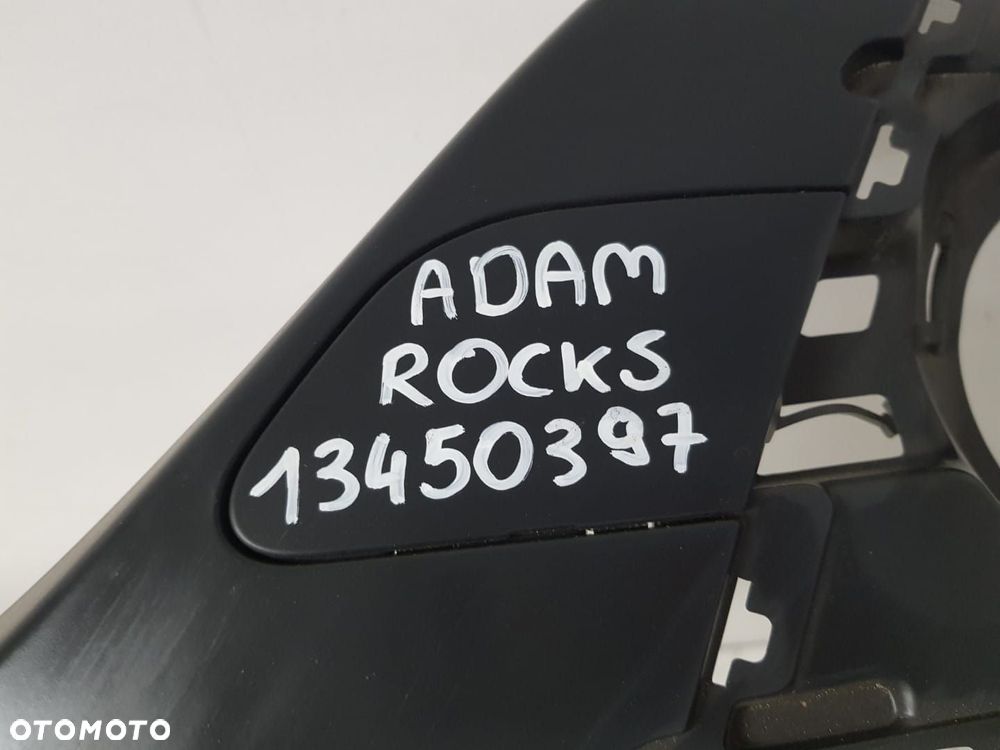 ADAM
ROCKS
13450397
OTOMOTO